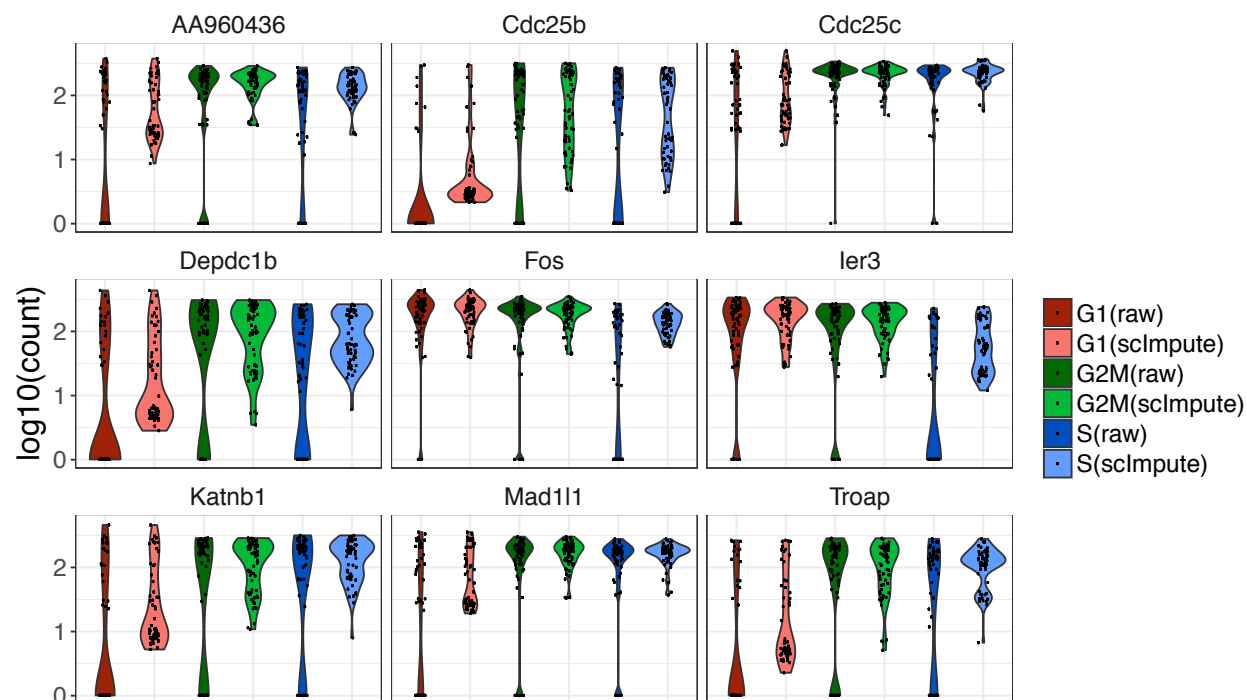 AA960436 Cdc25b Cdc25c
2
1
0
Depdc1b Fos Ier3
2
1
0
log10(count)
G1(raw)
G1(scImpute)
G2M(raw)
G2M(scImpute)
S(raw)
S(scImpute)
Katnb1 Mad1l1 Troap
2
1
0